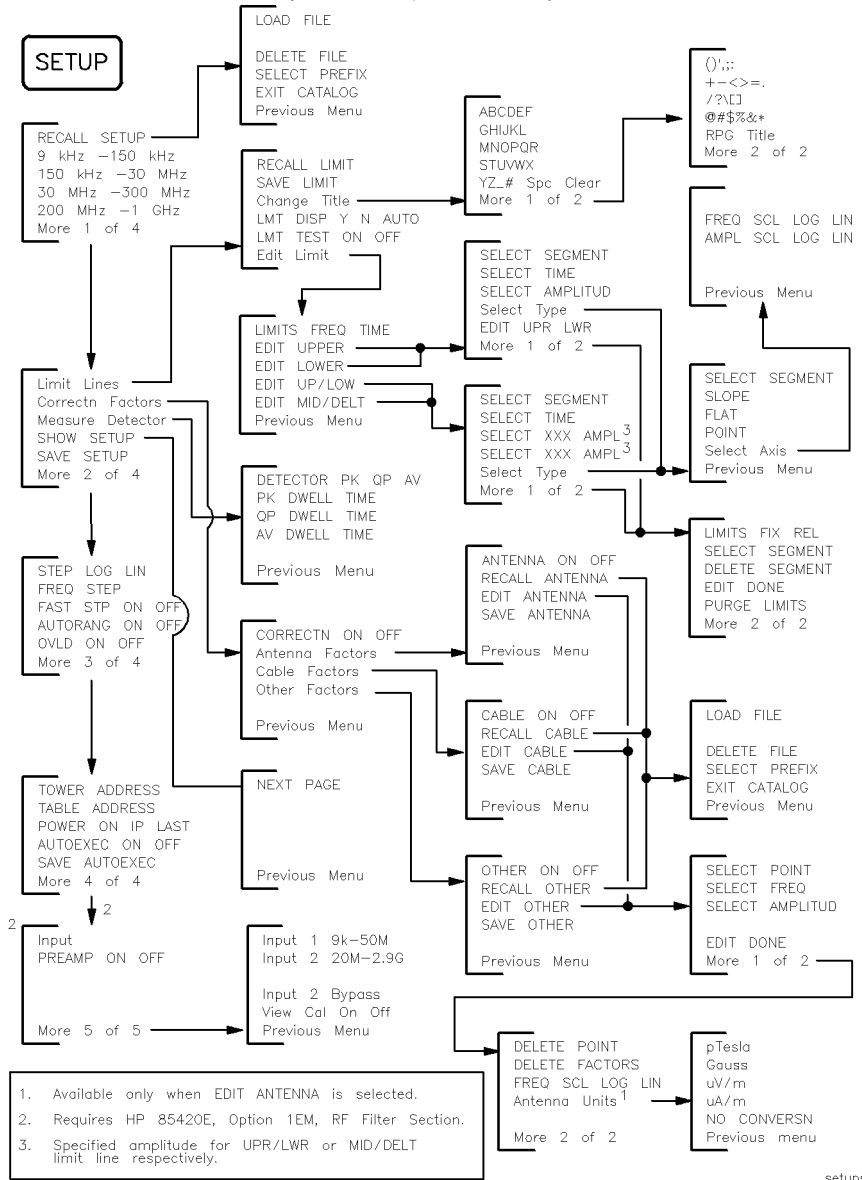 SETUP
LOAD FILE
DELETE FILE
SELECT PREFIX
EXIT CATALOG
Previous Menu
RECALL SETUP
9 kHz –150 kHz
150 kHz –30 MHz
30 MHz –300 MHz
200 MHz –1 GHz
More 1 of 4
RECALL LIMIT
SAVE LIMIT
Change Title
LMT DISP Y N AUTO
LMT TEST ON OFF
Edit Limit
ABCDEF
GHIJKL
MNOPQR
STUVWX
YZ_# Spc Clear
More 1 of 2
()',;:
+−<>=.
/?\[]
@#$%&*
RPG Title
More 2 of 2
FREQ SCL LOG LIN
AMPL SCL LOG LIN
Previous Menu
LIMITS FREQ TIME
EDIT UPPER
EDIT LOWER
EDIT UP/LOW
EDIT MID/DELT
Previous Menu
SELECT SEGMENT
SELECT TIME
SELECT AMPLITUD
Select Type
EDIT UPR LWR
More 1 of 2
SELECT SEGMENT
SELECT TIME
SELECT XXX AMPL 3
SELECT XXX AMPL 3
Select Type
More 1 of 2
SELECT SEGMENT
SLOPE
FLAT
POINT
Select Axis
Previous Menu
LIMITS FIX REL
SELECT SEGMENT
DELETE SEGMENT
EDIT DONE
PURGE LIMITS
More 2 of 2
Limit Lines
Correctn Factors
Measure Detector
SHOW SETUP
SAVE SETUP
More 2 of 4
DETECTOR PK QP AV
PK DWELL TIME
QP DWELL TIME
AV DWELL TIME
Previous Menu
STEP LOG LIN
FREQ STEP
FAST STP ON OFF
AUTORANG ON OFF
OVLD ON OFF
More 3 of 4
CORRECTN ON OFF
Antenna Factors
Cable Factors
Other Factors
Previous Menu
ANTENNA ON OFF
RECALL ANTENNA
EDIT ANTENNA
SAVE ANTENNA
Previous Menu
CABLE ON OFF
RECALL CABLE
EDIT CABLE
SAVE CABLE
Previous Menu
LOAD FILE
DELETE FILE
SELECT PREFIX
EXIT CATALOG
Previous Menu
TOWER ADDRESS
TABLE ADDRESS
POWER ON IP LAST
AUTOEXEC ON OFF
SAVE AUTOEXEC
More 4 of 4
2
NEXT PAGE
Previous Menu
OTHER ON OFF
RECALL OTHER
EDIT OTHER
SAVE OTHER
Previous Menu
SELECT POINT
SELECT FREQ
SELECT AMPLITUD
EDIT DONE
More 1 of 2
2
Input
PREAMP ON OFF
More 5 of 5
Input 1 9k–50M
Input 2 20M–2.9G
Input 2 Bypass
View Cal On Off
Previous Menu
DELETE POINT
DELETE FACTORS
FREQ SCL LOG LIN
Antenna Units 1
More 2 of 2
pTesla
Gauss
uV/m
uA/m
NO CONVERSN
Previous menu
1. Available only when EDIT ANTENNA is selected.
2. Requires HP 85420E, Option 1EM, RF Filter Section.
3. Specified amplitude for UPR/LWR or MID/DELT
limit line respectively.